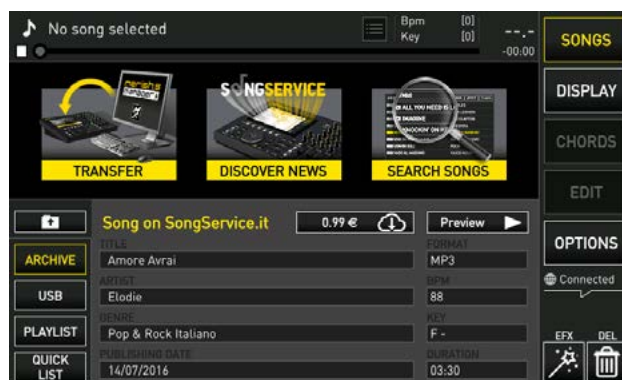 No song selected
Bpm [0]
Key [0]
--.-
-00:00
SONGS
DISPLAY
CHORDS
EDIT
OPTIONS
Connected
EFX DEL
SONGSERVICE
TRANSFER
DISCOVER NEWS
SEARCH SONGS
Song on SongService.it
0.99 €
Preview
ARCHIVE
USB
PLAYLIST
QUICK
LIST
TITLE
Amore Avrai
FORMAT
MP3
ARTIST
Elodie
BPM
88
GENRE
Pop & Rock Italiano
KEY
F -
PUBLISHING DATE
14/07/2016
DURATION
03:30